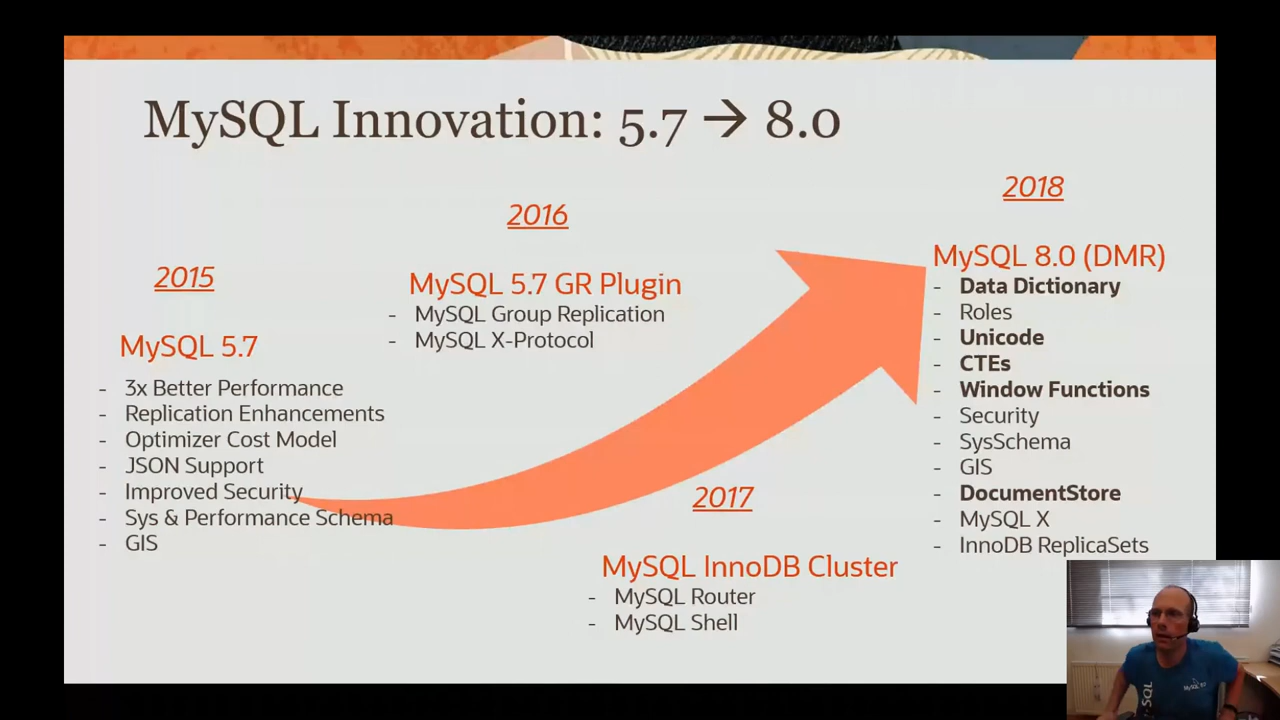 MySQL Innovation: 5.7 → 8.0
2015
MySQL 5.7
- 3x Better Performance
- Replication Enhancements
- Optimizer Cost Model
- JSON Support
- Improved Security
- Sys & Performance Schema
- GIS
2016
MySQL 5.7 GR Plugin
- MySQL Group Replication
- MySQL X-Protocol
2017
MySQL InnoDB Cluster
- MySQL Router
- MySQL Shell
2018
MySQL 8.0 (DMR)
- Data Dictionary
- Roles
- Unicode
- CTEs
- Window Functions
- Security
- SysSchema
- GIS
- DocumentStore
- MySQL X
- InnoDB ReplicaSets
SQL